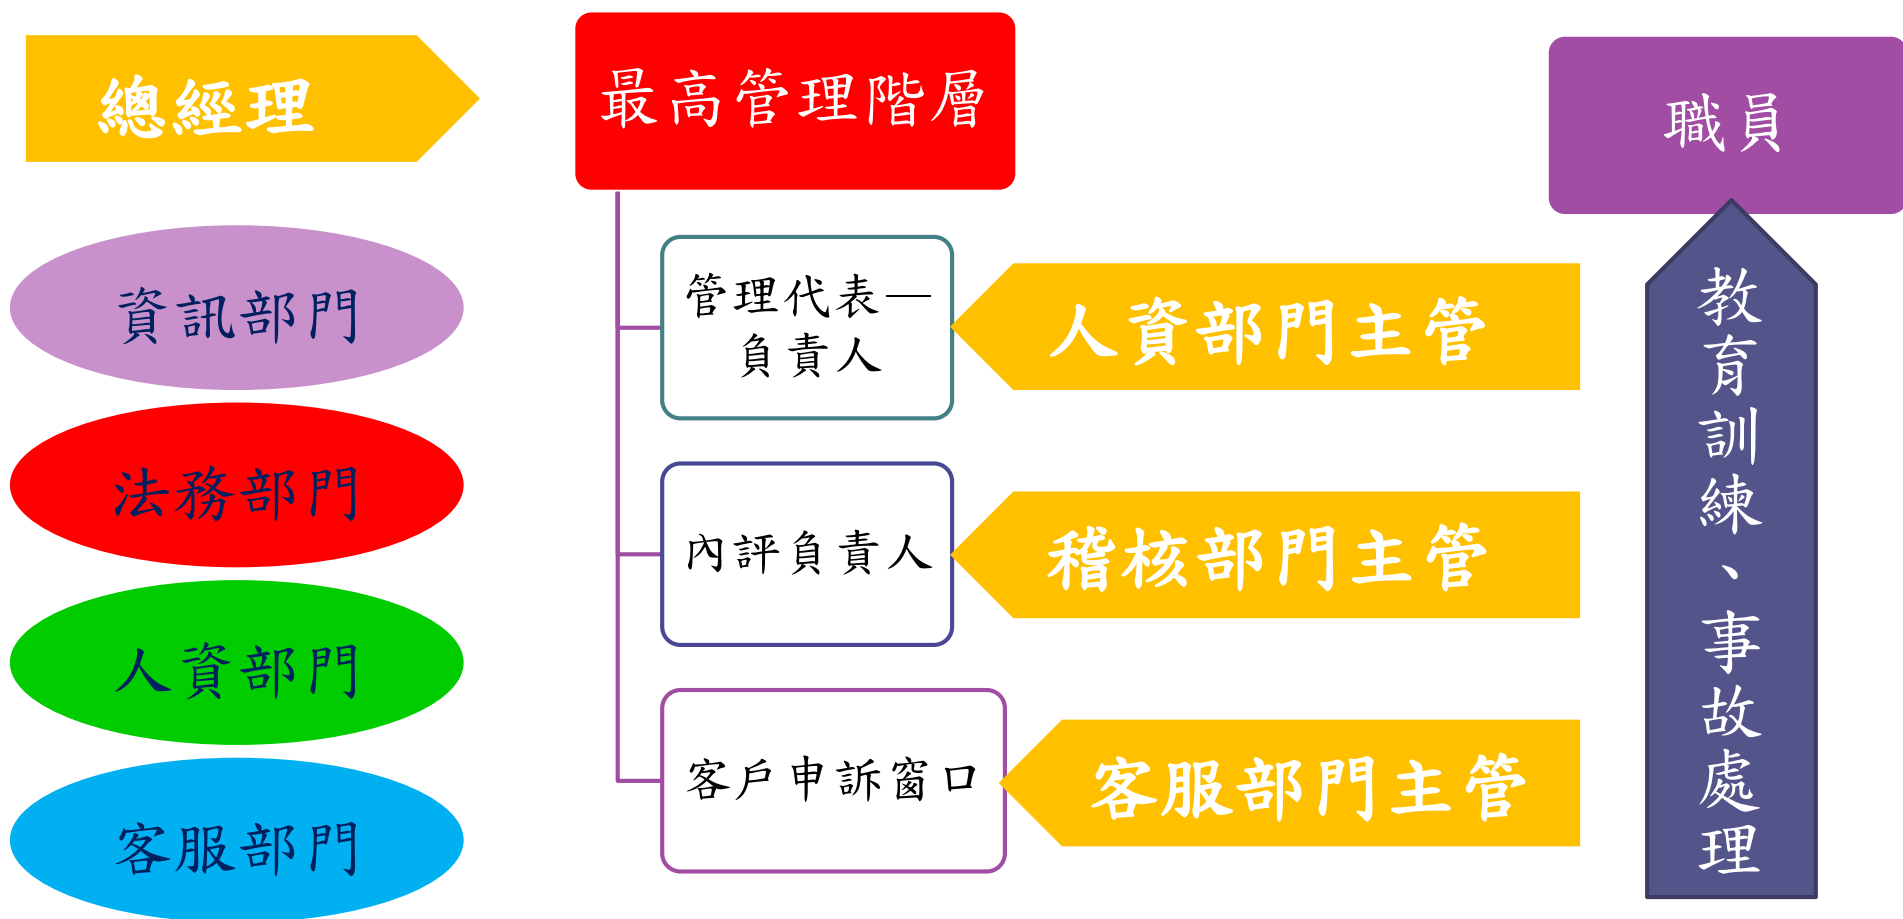 總經理
資訊部門
法務部門
人資部門
客服部門
最高管理階層
管理代表—
負責人
人資部門主管
內評負責人
稽核部門主管
客戶申訴窗口
客服部門主管
職員
教育訓練、事故處理